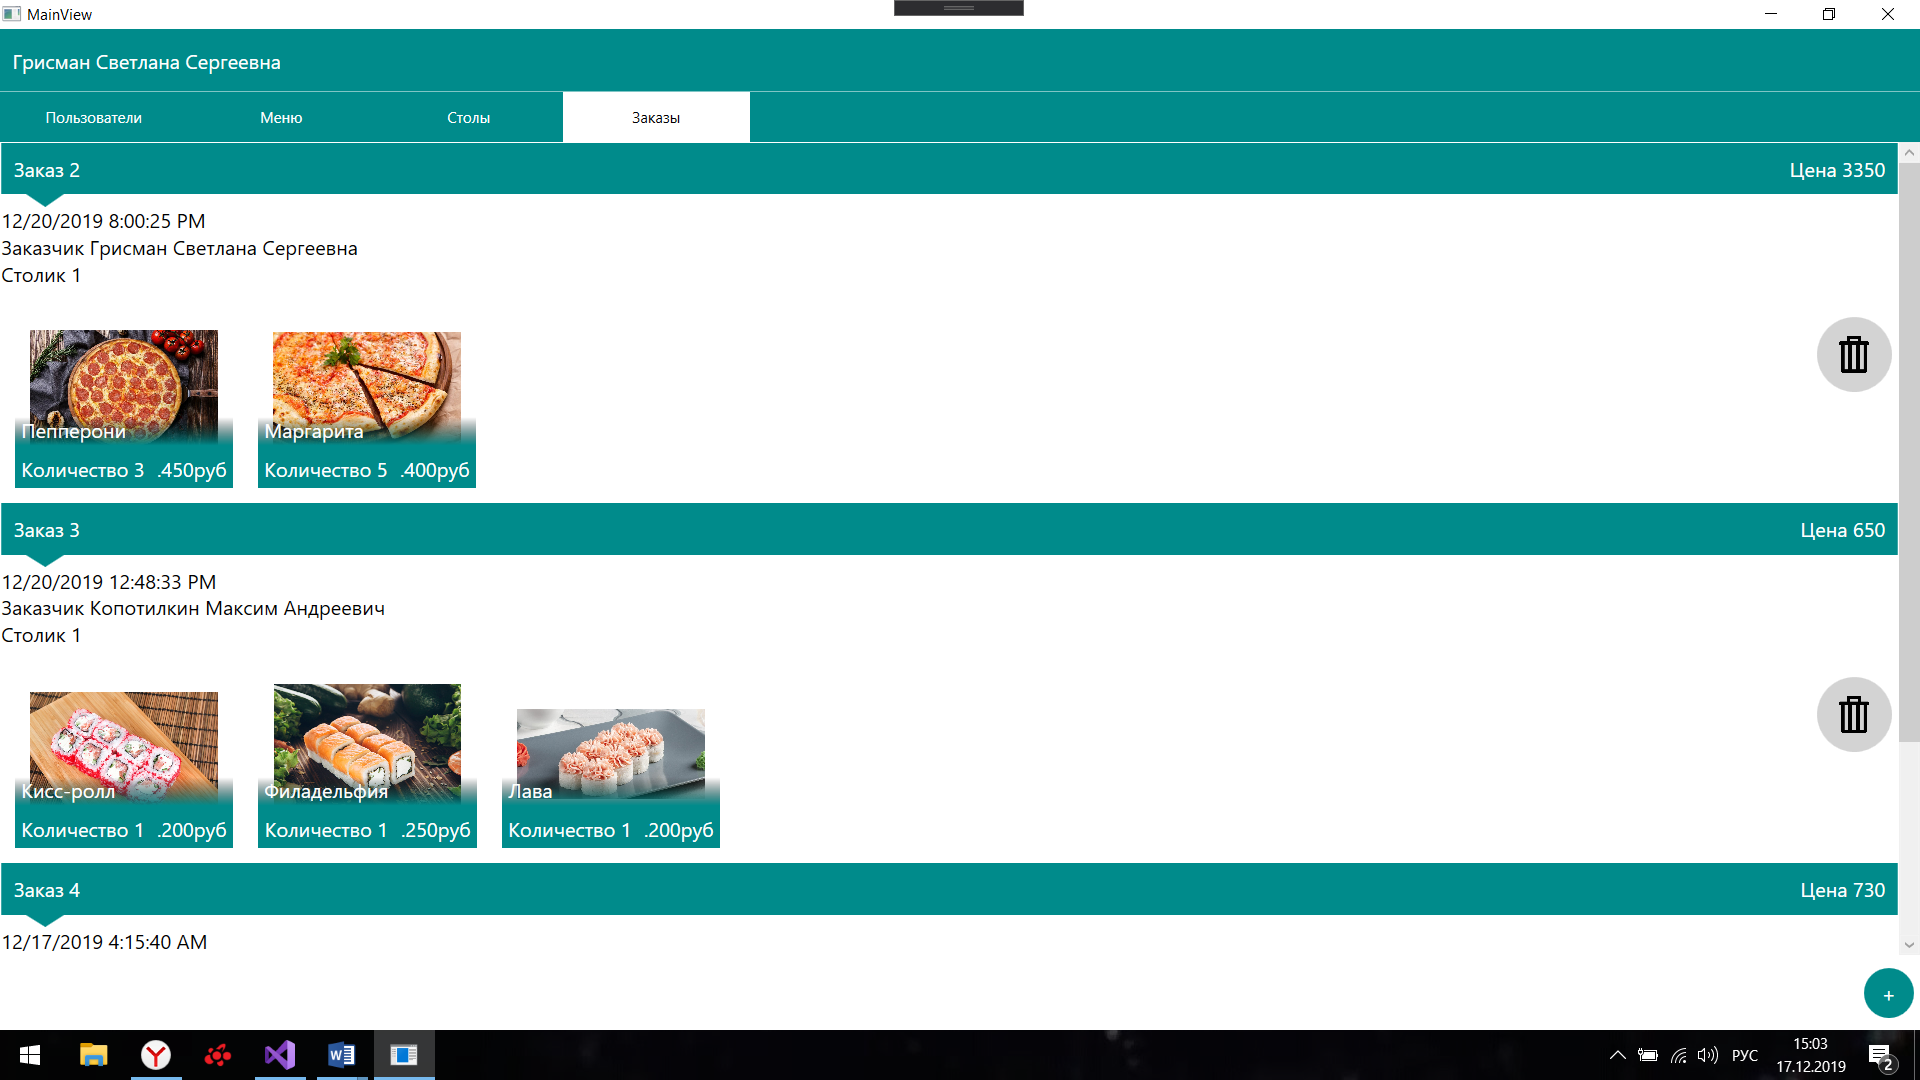 MainView
Грисман Светлана Сергеевна
Пользователи Меню Столы Заказы
Заказ 2 Цена 3350
12/20/2019 8:00:25 PM
Заказчик Грисман Светлана Сергеевна
Столик 1
Пепперони Маргарита
Количество 3 .450руб Количество 5 .400руб
Заказ 3 Цена 650
12/20/2019 12:48:33 PM
Заказчик Копотилкин Максим Андреевич
Столик 1
Кисс-ролл Филадельфия Лава
Количество 1 .200руб Количество 1 .250руб Количество 1 .200руб
Заказ 4 Цена 730
12/17/2019 4:15:40 AM
+
РУС 15:03
17.12.2019
2